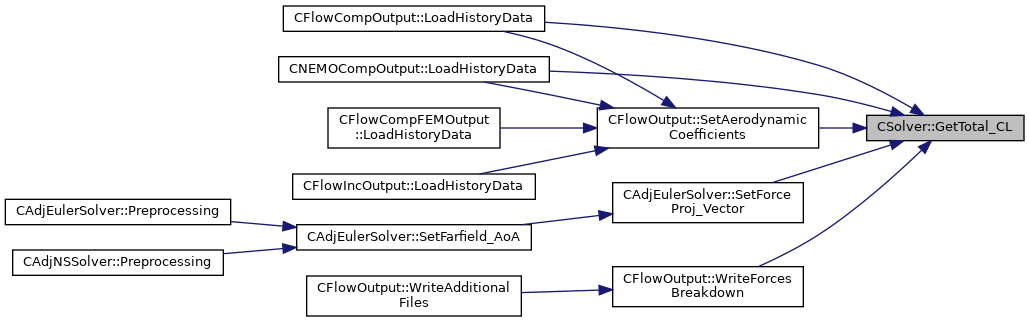 CFlowCompOutput::LoadHistoryData
CNEMOCompOutput::LoadHistoryData
CFlowCompFEMOutput
::LoadHistoryData
CFlowOutput::SetAerodynamic
Coefficients
CSolver::GetTotal_CL
CFlowIncOutput::LoadHistoryData
CAdjEulerSolver::SetForce
Proj_Vector
CAdjEulerSolver::Preprocessing
CAdjEulerSolver::SetFarfield_AoA
CAdjNSSolver::Preprocessing
CFlowOutput::WriteForces
Breakdown
CFlowOutput::WriteAdditional
Files